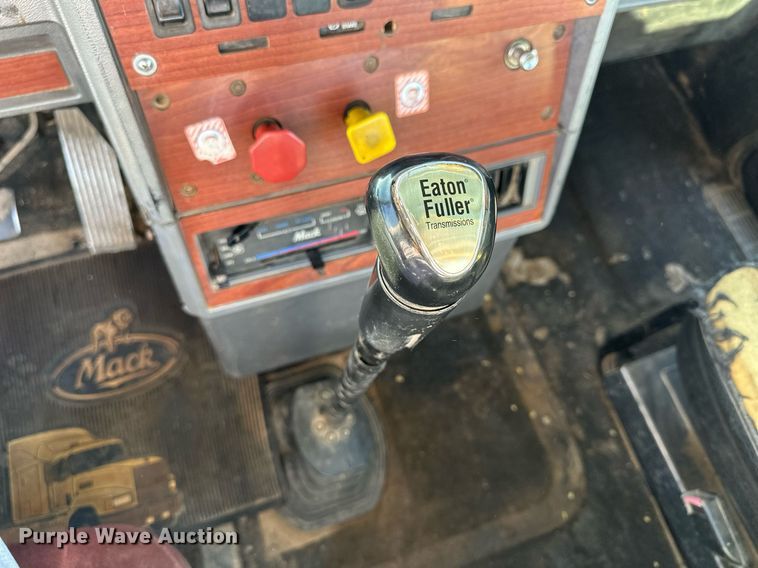 Eaton®
Fuller®
Transmissions
Mack
Mack
Purple Wave Auction